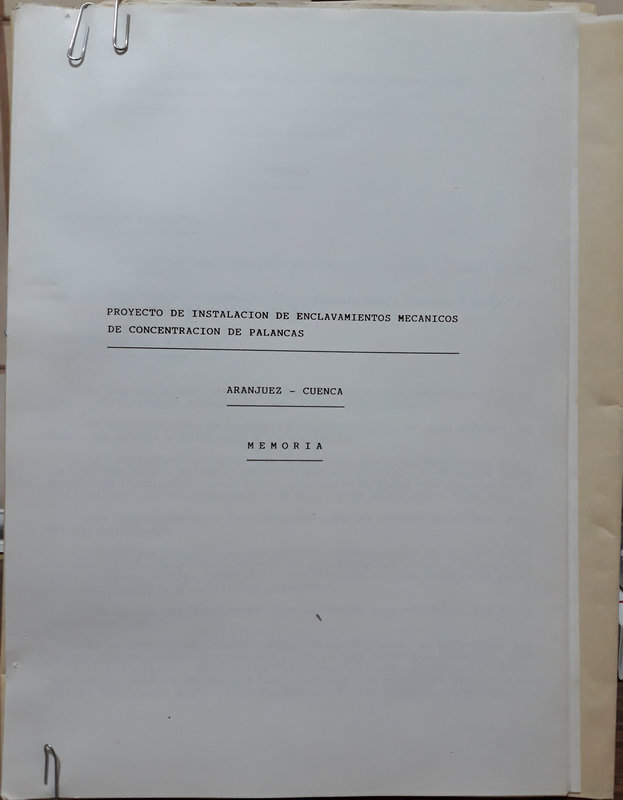 PROYECTO DE INSTALACION DE ENCLAVAMIENTOS MECANICOS
DE CONCENTRACION DE PALANCAS
ARANJUEZ - CUENCA
M E M O R I A